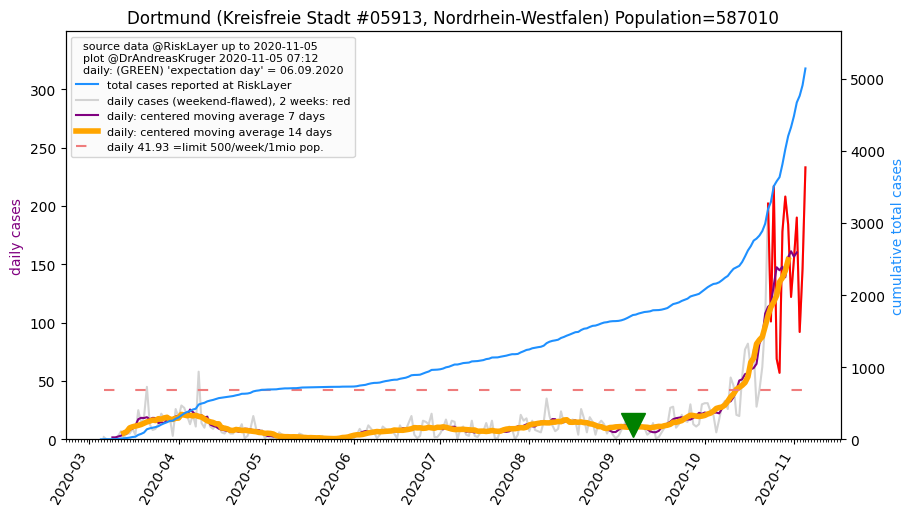 Dortmund (Kreisfreie Stadt #05913, Nordrhein-Westfalen) Population=587010
source data @RiskLayer up to 2020-11-05
plot @DrAndreasKruger 2020-11-05 07:12
daily: (GREEN) 'expectation day' = 06.09.2020
total cases reported at RiskLayer
daily cases (weekend-flawed), 2 weeks: red
daily: centered moving average 7 days
daily: centered moving average 14 days
daily 41.93 =limit 500/week/1mio pop.
daily cases
300
250
200
150
100
50
0
cumulative total cases
5000
4000
3000
2000
1000
0
2020-03
2020-04
2020-05
2020-06
2020-07
2020-08
2020-09
2020-10
2020-11